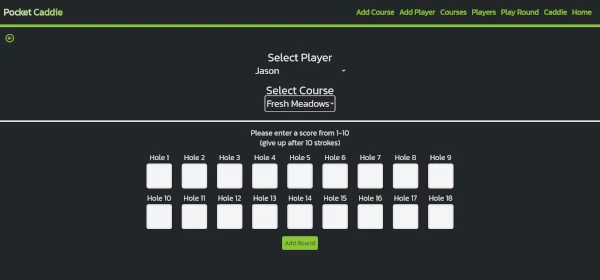 Pocket Caddie
Add Course Add Player Courses Players Play Round Caddie Home
Select Player
Jason
Select Course
Fresh Meadows
Please enter a score from 1-10
(give up after 10 strokes)
Hole 1 Hole 2 Hole 3 Hole 4 Hole 5 Hole 6 Hole 7 Hole 8 Hole 9
Hole 10 Hole 11 Hole 12 Hole 13 Hole 14 Hole 15 Hole 16 Hole 17 Hole 18
Add Round